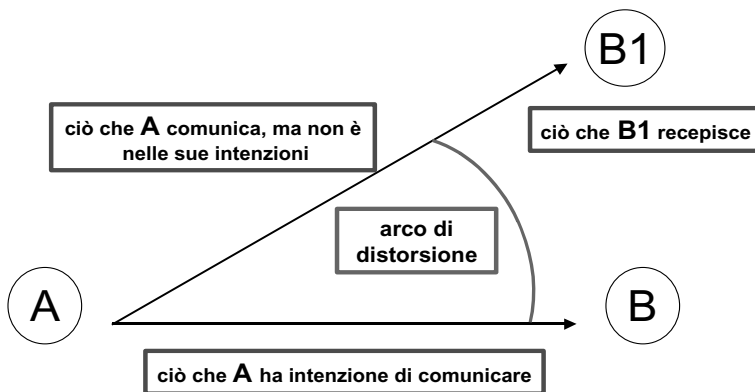 B1
ciò che A comunica, ma non è
nelle sue intenzioni
ciò che B1 recepisce
arco di
distorsione
A
B
ciò che A ha intenzione di comunicare